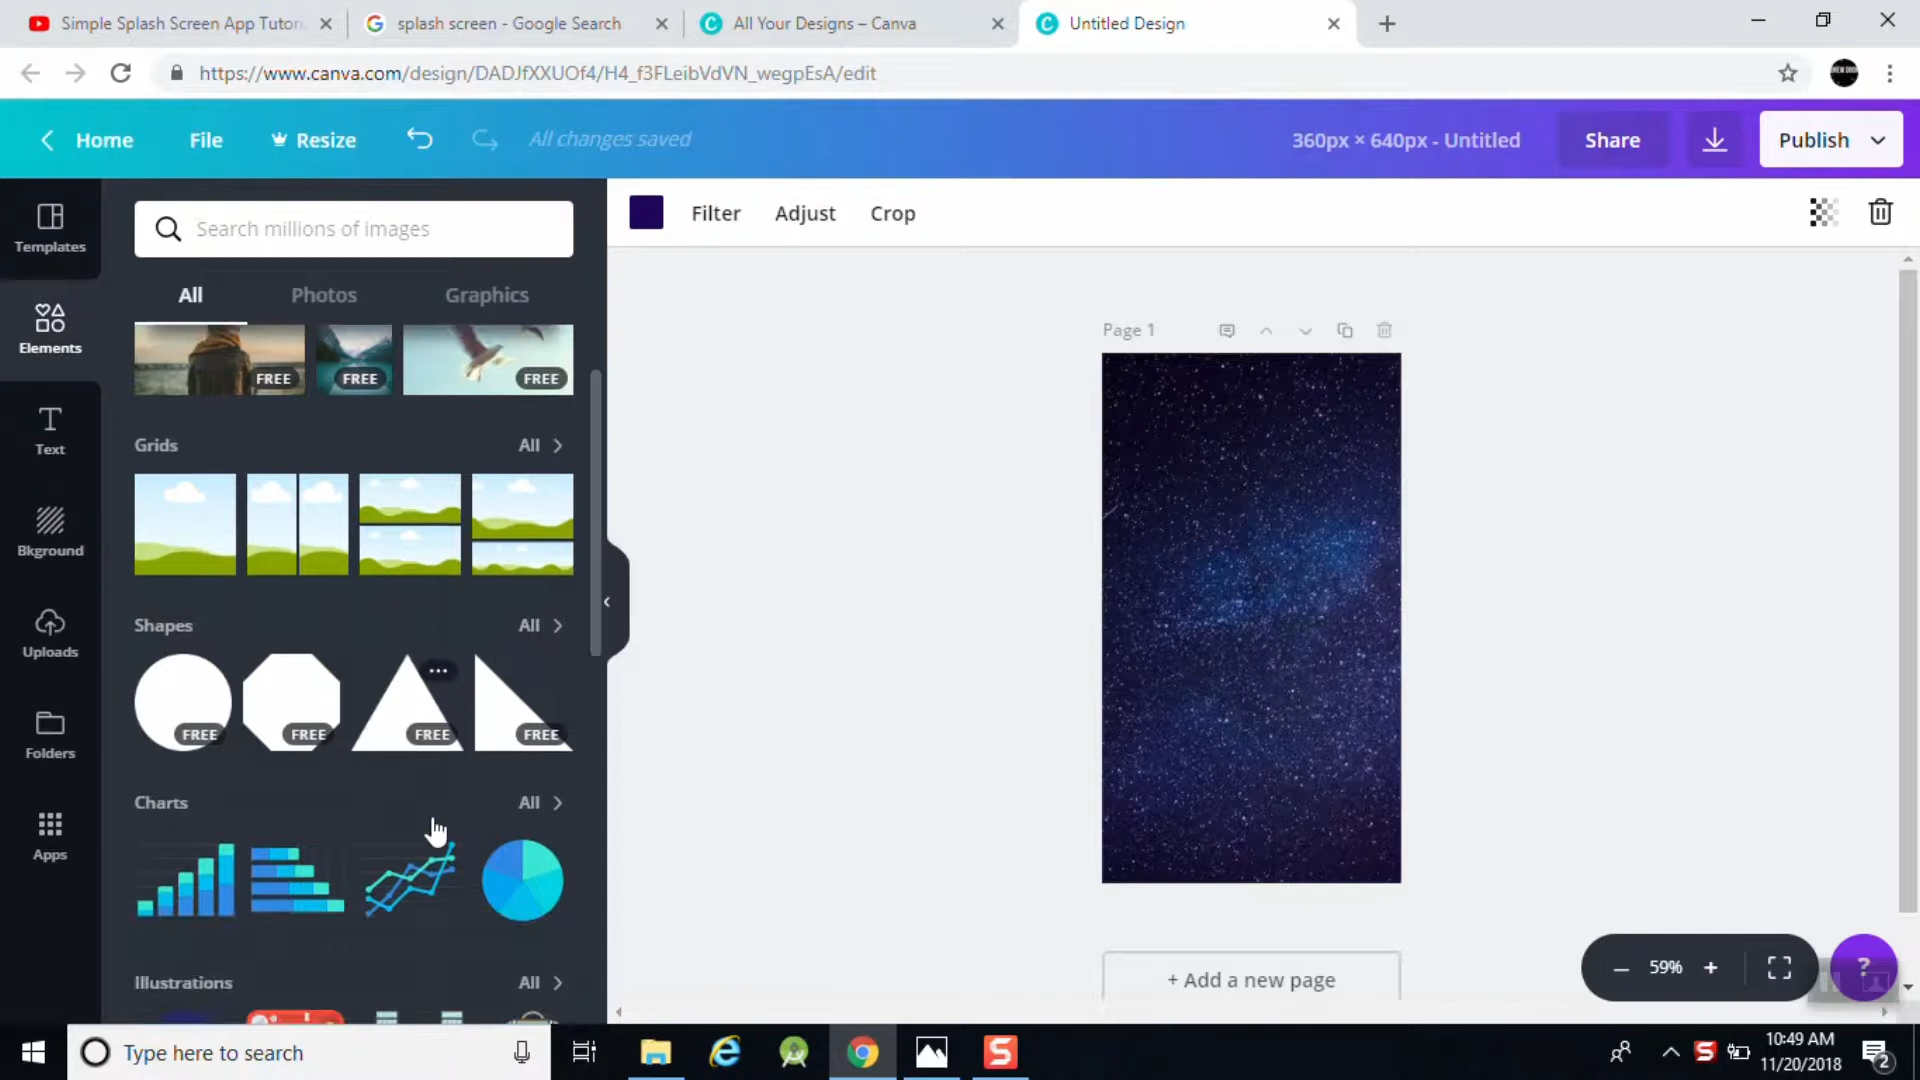 Simple Splash Screen App Tutori
splash screen - Google Search
All Your Designs – Canva
Untitled Design
https://www.canva.com/design/DADJfXXUOf4/H4_f3FLeibVdVN_wegpEsA/edit
Home
File
Resize
All changes saved
360px × 640px - Untitled
Share
Publish
Templates
Elements
Text
Bkground
Uploads
Folders
Apps
Search millions of images
All
Photos
Graphics
FREE
FREE
FREE
Grids
All
Shapes
All
FREE
FREE
FREE
FREE
Charts
All
Illustrations
All
Filter
Adjust
Crop
Page 1
+ Add a new page
59%
?
Type here to search
10:49 AM
11/20/2018
2